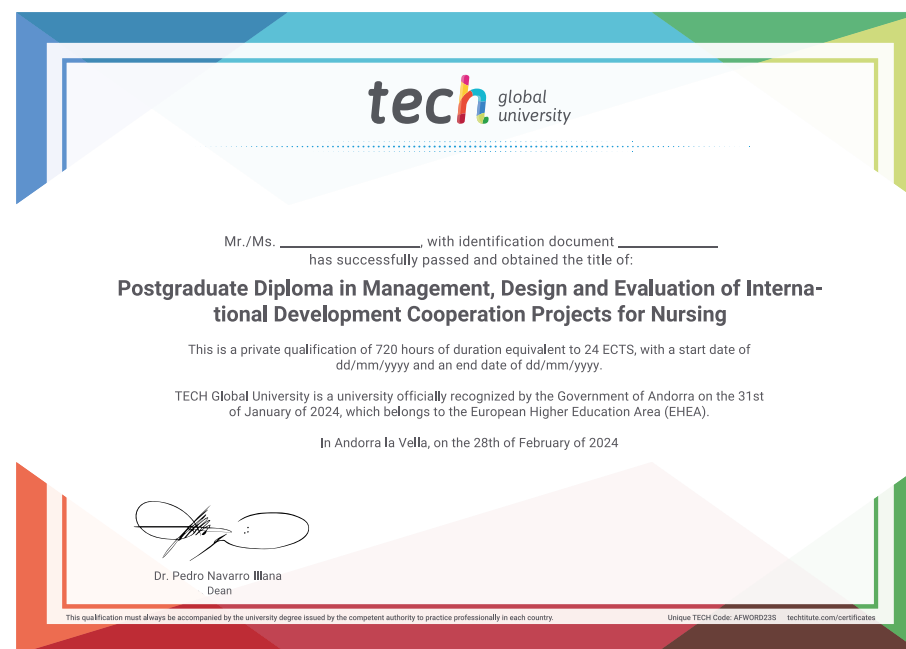 tech global
university
Mr./Ms. ____________________, with identification document ______________
has successfully passed and obtained the title of:
Postgraduate Diploma in Management, Design and Evaluation of Interna-
tional Development Cooperation Projects for Nursing
This is a private qualification of 720 hours of duration equivalent to 24 ECTS, with a start date of
dd/mm/yyyy and an end date of dd/mm/yyyy.
TECH Global University is a university officially recognized by the Government of Andorra on the 31st
of January of 2024, which belongs to the European Higher Education Area (EHEA).
In Andorra la Vella, on the 28th of February of 2024
Dr. Pedro Navarro Illana
Dean
This qualification must always be accompanied by the university degree issued by the competent authority to practice professionally in each country.
Unique TECH Code: AFWORD23S techtitute.com/certificates